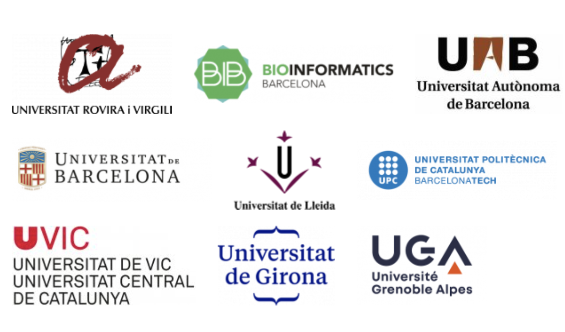 UNIVERSITAT ROVIRA i VIRGILI
BIB
BIOINFORMATICS
BARCELONA
UAB
Universitat Autònoma
de Barcelona
UNIVERSITAT DE
BARCELONA
U
Universitat de Lleida
UPC
UNIVERSITAT POLITÈCNICA
DE CATALUNYA
BARCELONATECH
UVIC
UNIVERSITAT DE VIC
UNIVERSITAT CENTRAL
DE CATALUNYA
Universitat
de Girona
UGA
Université
Grenoble Alpes